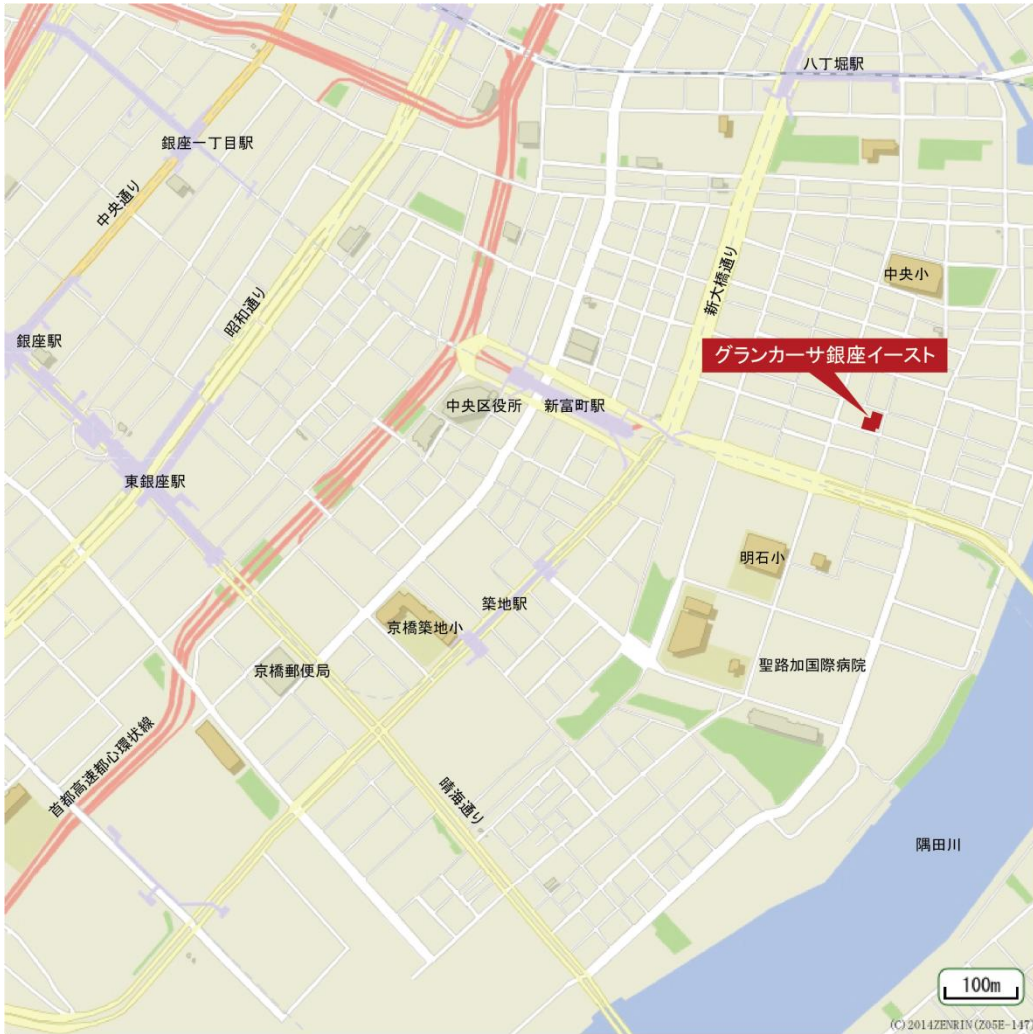 八丁堀駅
銀座一丁目駅
中央通り
昭和通り
新大橋通り
中央小
銀座駅
グランカーサ銀座イースト
中央区役所
新富町駅
東銀座駅
明石小
築地駅
京橋築地小
京橋郵便局
聖路加国際病院
首都高速都心環状線
晴海通り
隅田川
100m
(C)2014ZENRIN(Z05E-147)